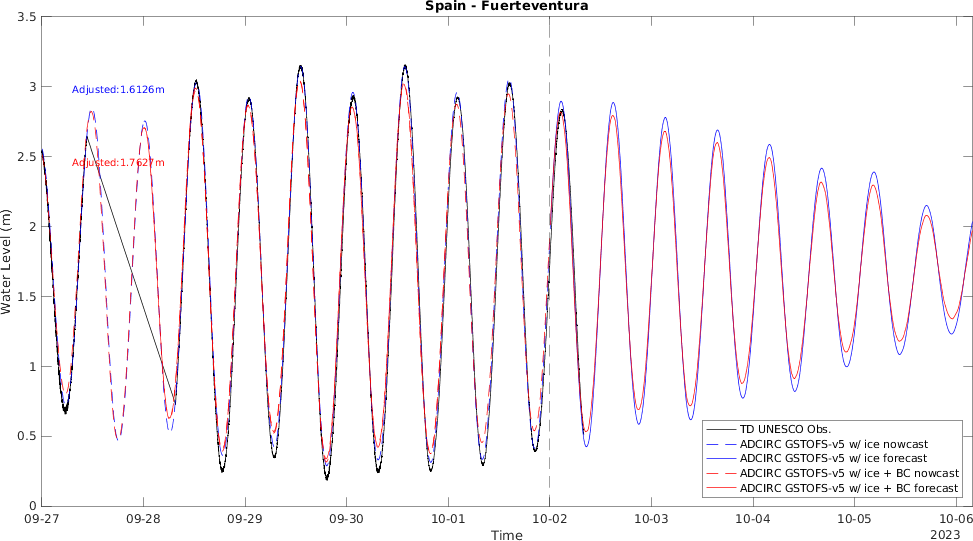 Spain - Fuerteventura
3.5
3
2.5
2
1.5
1
0.5
0
Water Level (m)
Adjusted:1.6126m
Adjusted:1.7627m
TD UNESCO Obs.
ADCIRC GSTOFS-v5 w/ ice nowcast
ADCIRC GSTOFS-v5 w/ ice forecast
ADCIRC GSTOFS-v5 w/ ice + BC nowcast
ADCIRC GSTOFS-v5 w/ ice + BC forecast
09-27 09-28 09-29 09-30 10-01 10-02 10-03 10-04 10-05 10-06
Time
2023